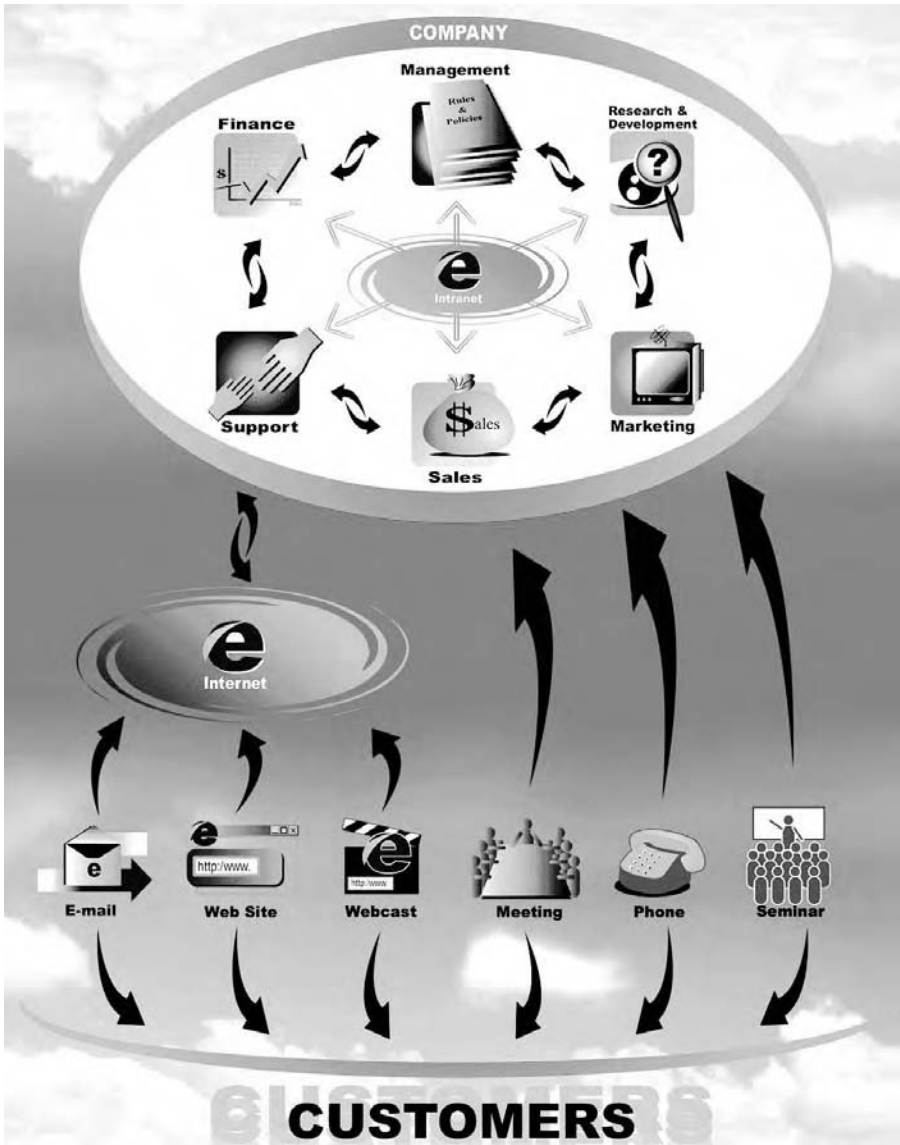 COMPANY
Management
Rules
&
Policies
Finance
$
Research &
Development
?
e
Intranet
Support
$ales
Sales
Marketing
e
Internet
e
E-mail
e
http:/www.
Web Site
e
http:/www
Webcast
Meeting
Phone
Seminar
CUSTOMERS
CUSTOMERS